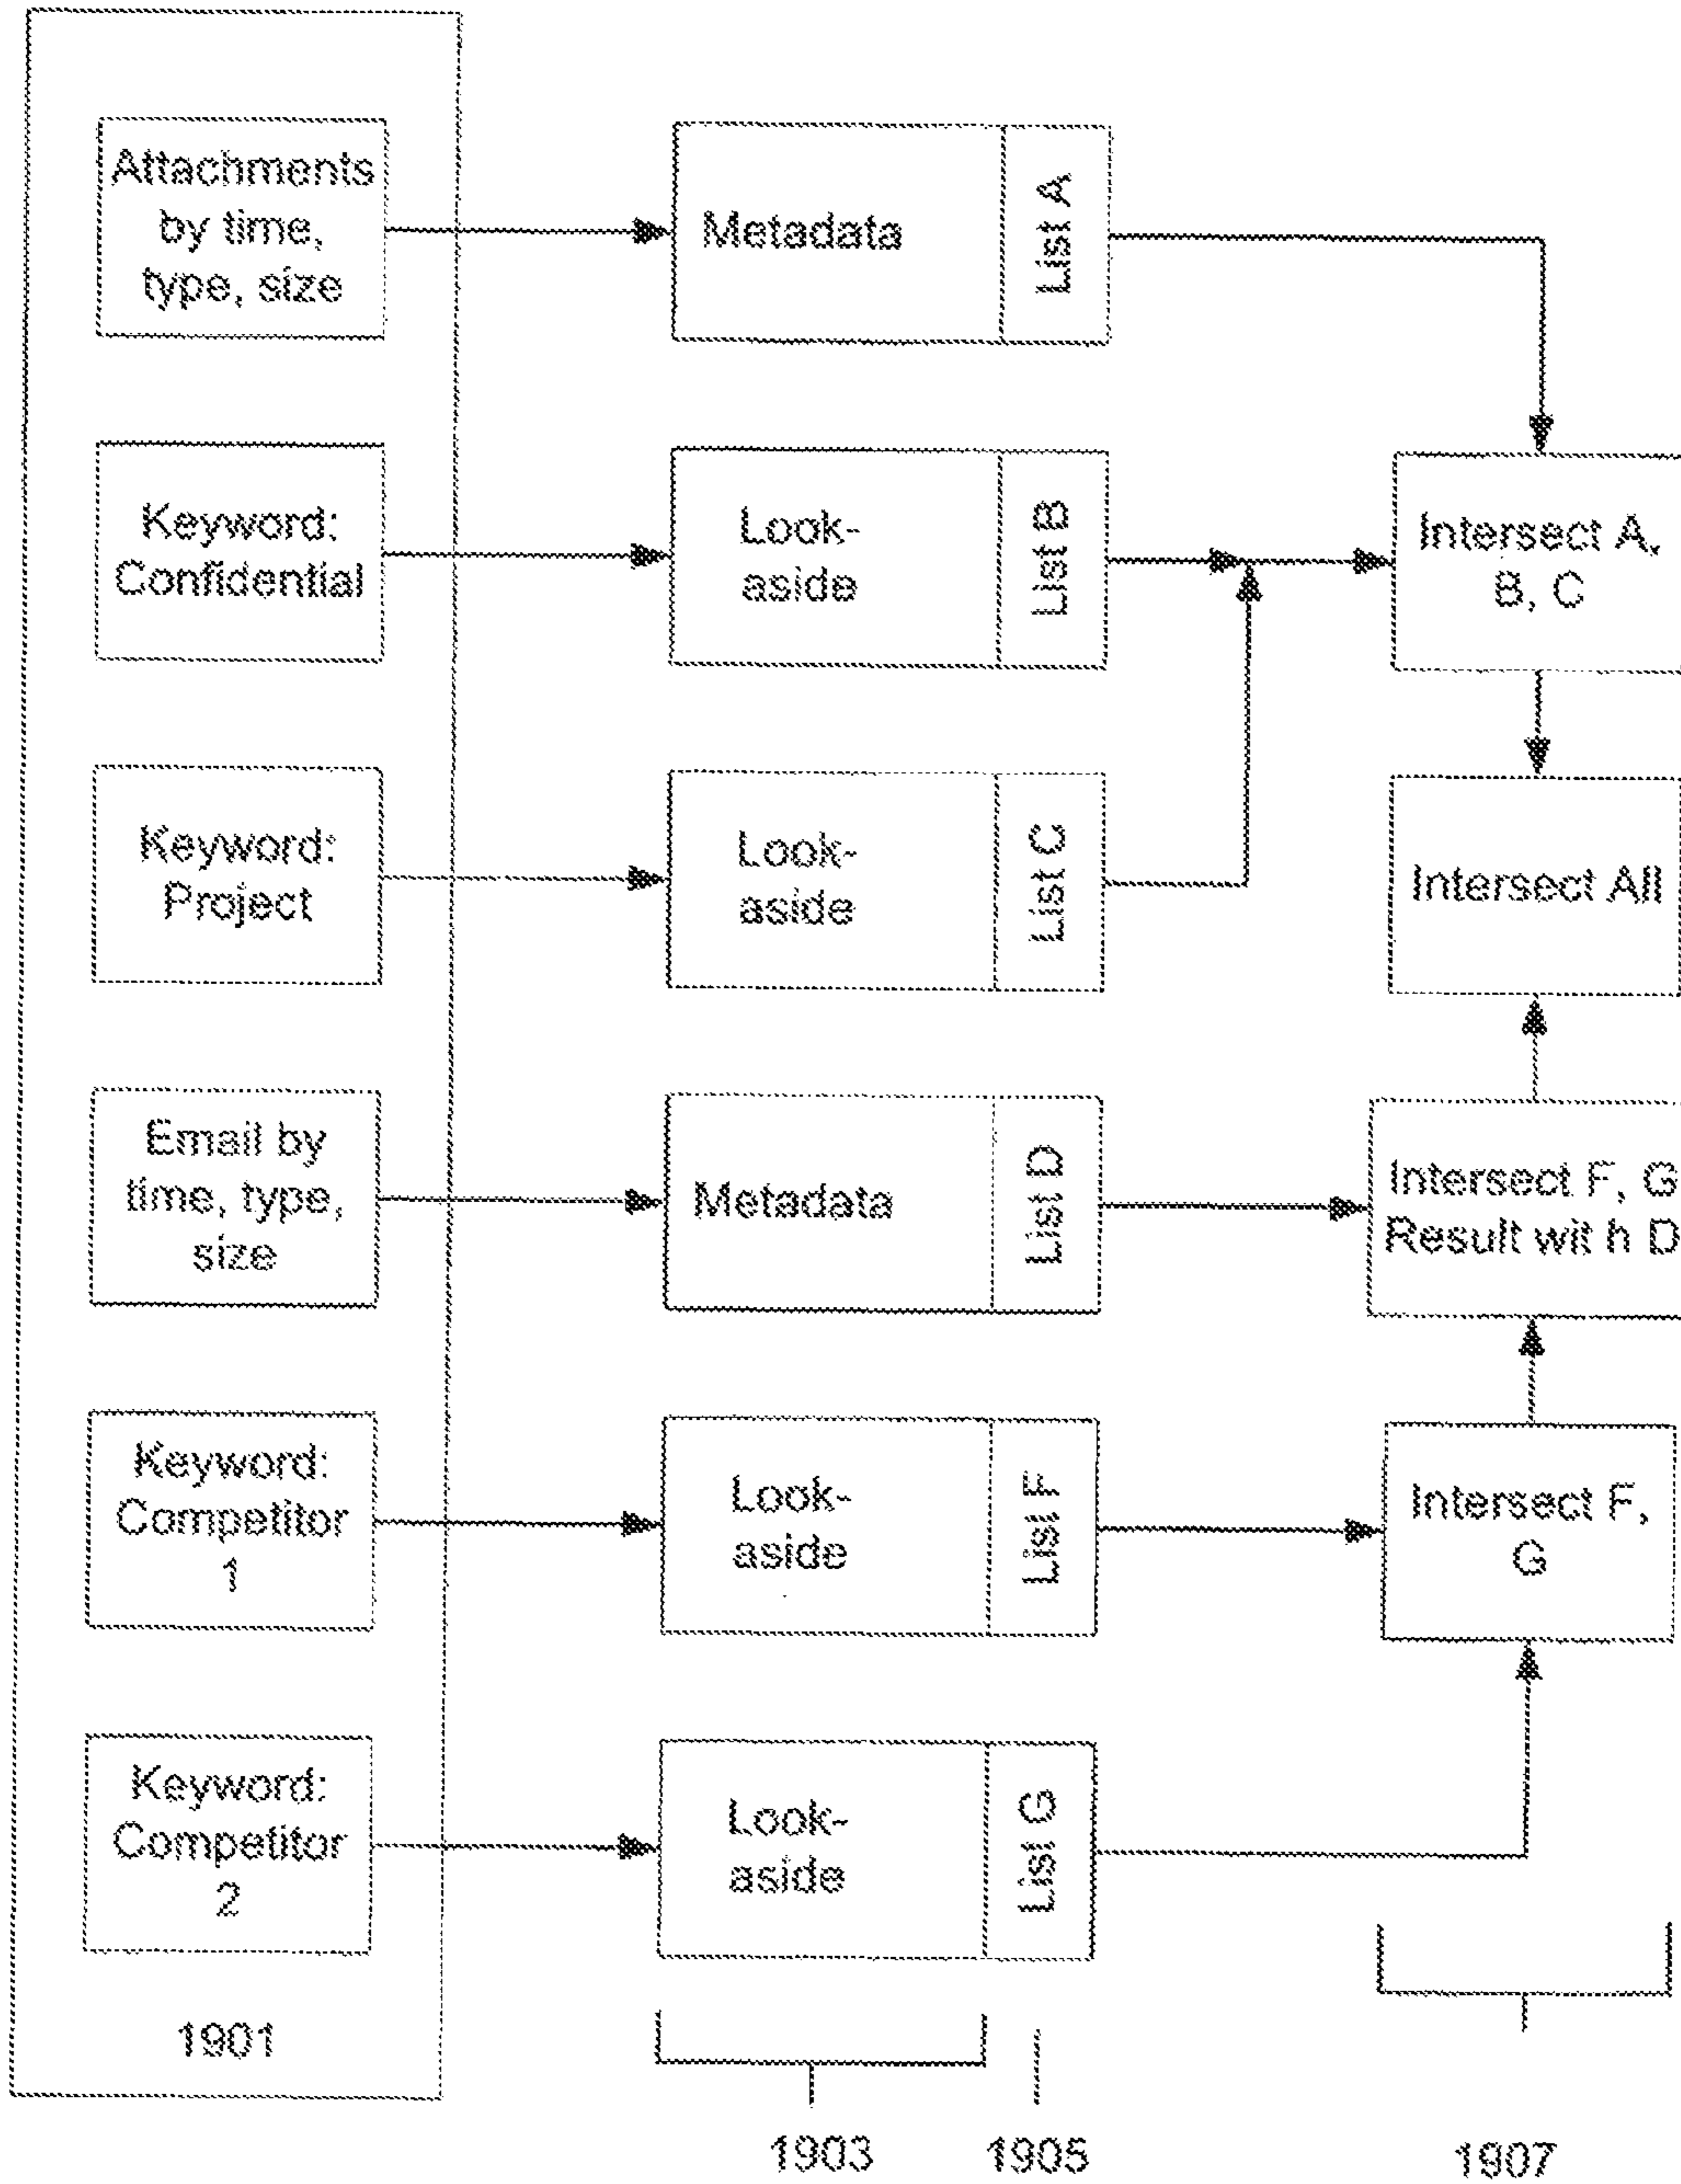 Attachments
by time,
type, size
Metadata
List A
Keyword:
Confidential
Look-
aside
List B
Intersect A,
B, C
Keyword:
Project
Look-
aside
List C
Intersect All
Email by
time, type,
size
Metadata
List D
Intersect F, G
Result wit h D
Keyword:
Competitor
1
Look-
aside
List F
Intersect F,
G
Keyword:
Competitor
2
Look-
aside
List G
1901
1903
1905
1907